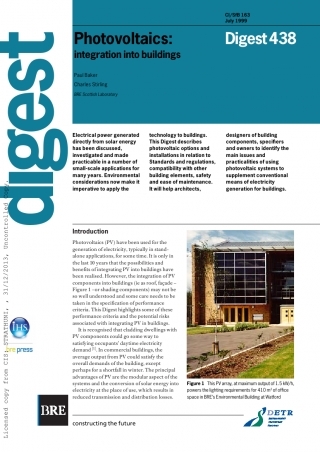 CI/SfB 163
July 1999
Photovoltaics:
integration into buildings
Digest 438
Paul Baker
Charles Stirling
BRE Scottish Laboratory
digest
Electrical power generated
directly from solar energy
has been discussed,
investigated and made
practicable in a number of
small-scale applications for
many years. Environmental
considerations now make it
imperative to apply the
technology to buildings.
This Digest describes
photovoltaic options and
installations in relation to
Standards and regulations,
compatibility with other
building elements, safety
and ease of maintenance.
It will help architects,
designers of building
components, specifiers
and owners to identify the
main issues and
practicalities of using
photovoltaic systems to
supplement conventional
means of electricity
generation for buildings.
Introduction
Photovoltaics (PV) have been used for the
generation of electricity, typically in stand-
alone applications, for some time. It is only in
the last 10 years that the possibilities and
benefits of integrating PV into buildings have
been realised. However, the integration of PV
components into buildings (ie as roof, façade –
Figure 1 – or shading components) may not be
so well understood and some care needs to be
taken in the specification of performance
criteria. This Digest highlights some of these
performance criteria and the potential risks
associated with integrating PV in buildings.
It is recognised that cladding dwellings with
PV components could go some way to
satisfying occupants' daytime electricity
demand. In commercial buildings, the
average output from PV could satisfy the
overall demands of the building, except
perhaps for a shortfall in winter. The principal
advantages of PV are the modular aspect of the
systems and the conversion of solar energy into
electricity at the place of use, which results in
reduced transmission and distribution losses.
Figure 1 This PV array, at maximum output of 1.5 kW/h,
powers the lighting requirements for 410 m² of office
space in BRE's Environmental Building at Watford
BRE
constructing the future
DETR
IHS
press
Licensed copy from CIS: STRATHUNI, , 31/12/2013, Uncontrolled Copy,